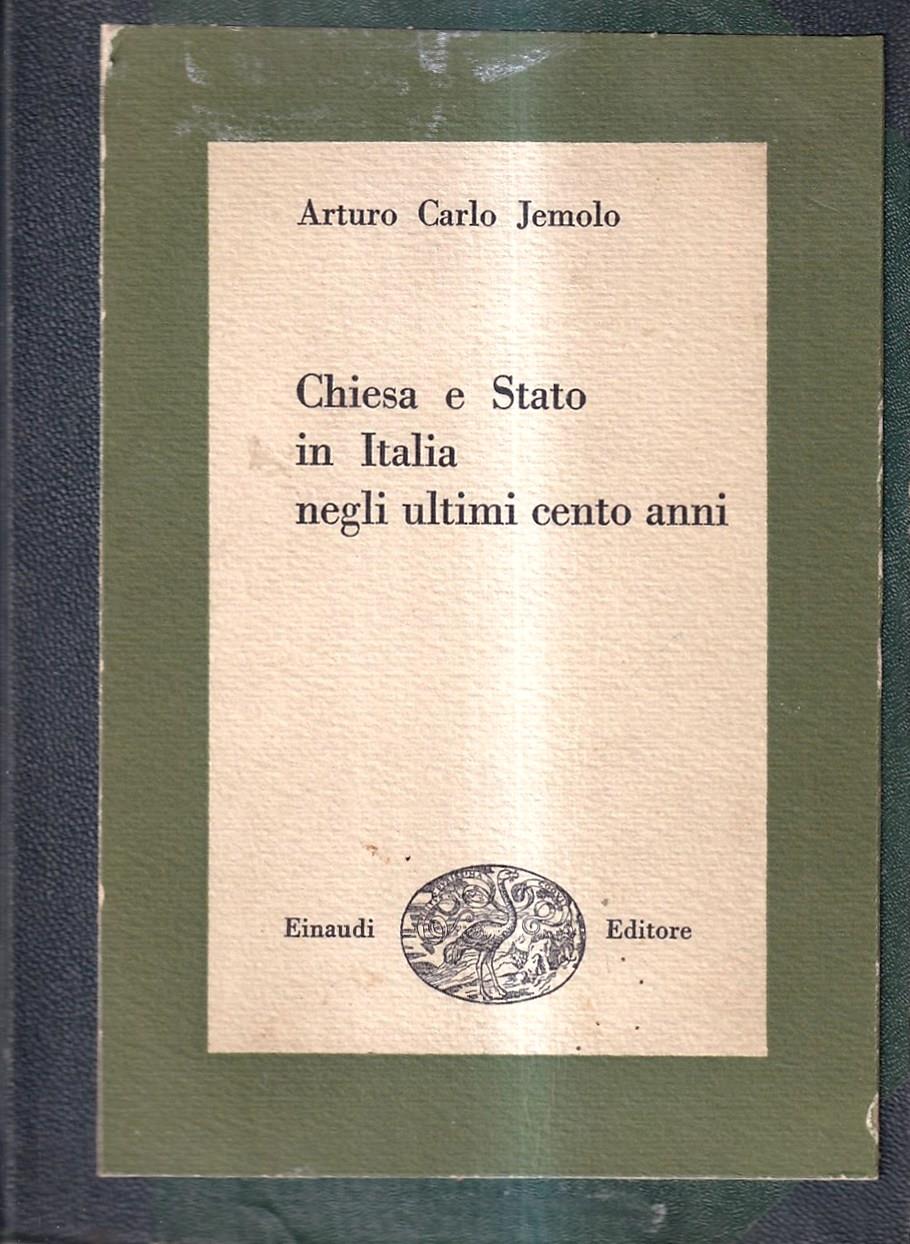 Arturo Carlo Jemolo
Chiesa e Stato
in Italia
negli ultimi cento anni
Einaudi Editore